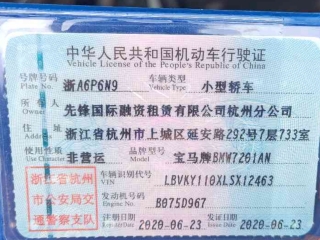 中华人民共和国机动车行驶证
Vehicle License of the People's Republic of China
号牌号码 浙A6P6N9 车辆类型 小型轿车
Plate No. Vehicle Type
所有人 先锋国际融资租赁有限公司杭州分公司
Owner
住址 浙江省杭州市上城区延安路292号7层733室
Address
使用性质 非营运 品牌型号 宝马牌BMW7201AN
Use Character Model
浙江省杭州
市公安局交
通警察支队
车辆识别代号 LBVKY110XLSX12463
VIN
发动机号码 B075D967
Engine No.
注册日期 2020-06-23 发证日期 2020-06-23
Register Date Issue Date